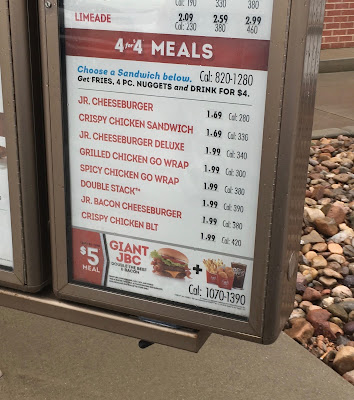 190 330 380
LIMEADE 2.09 2.59 2.99
Cal: 230 380 460
4 for 4 MEALS
Choose a Sandwich below. Cal: 820-1280
Get FRIES, 4 PC. NUGGETS and DRINK FOR $4.
JR. CHEESEBURGER 1.69 Cal: 280
CRISPY CHICKEN SANDWICH 1.69 Cal: 330
JR. CHEESEBURGER DELUXE 1.99 Cal: 340
GRILLED CHICKEN GO WRAP 1.99 Cal: 300
SPICY CHICKEN GO WRAP 1.99 Cal: 380
DOUBLE STACK™ 1.99 Cal: 390
JR. BACON CHEESEBURGER 1.99 Cal: 380
CRISPY CHICKEN BLT 1.99 Cal: 420
$5 MEAL
GIANT
JBC
DOUBLE THE BEEF
& BACON
+
Cal: 1070-1390